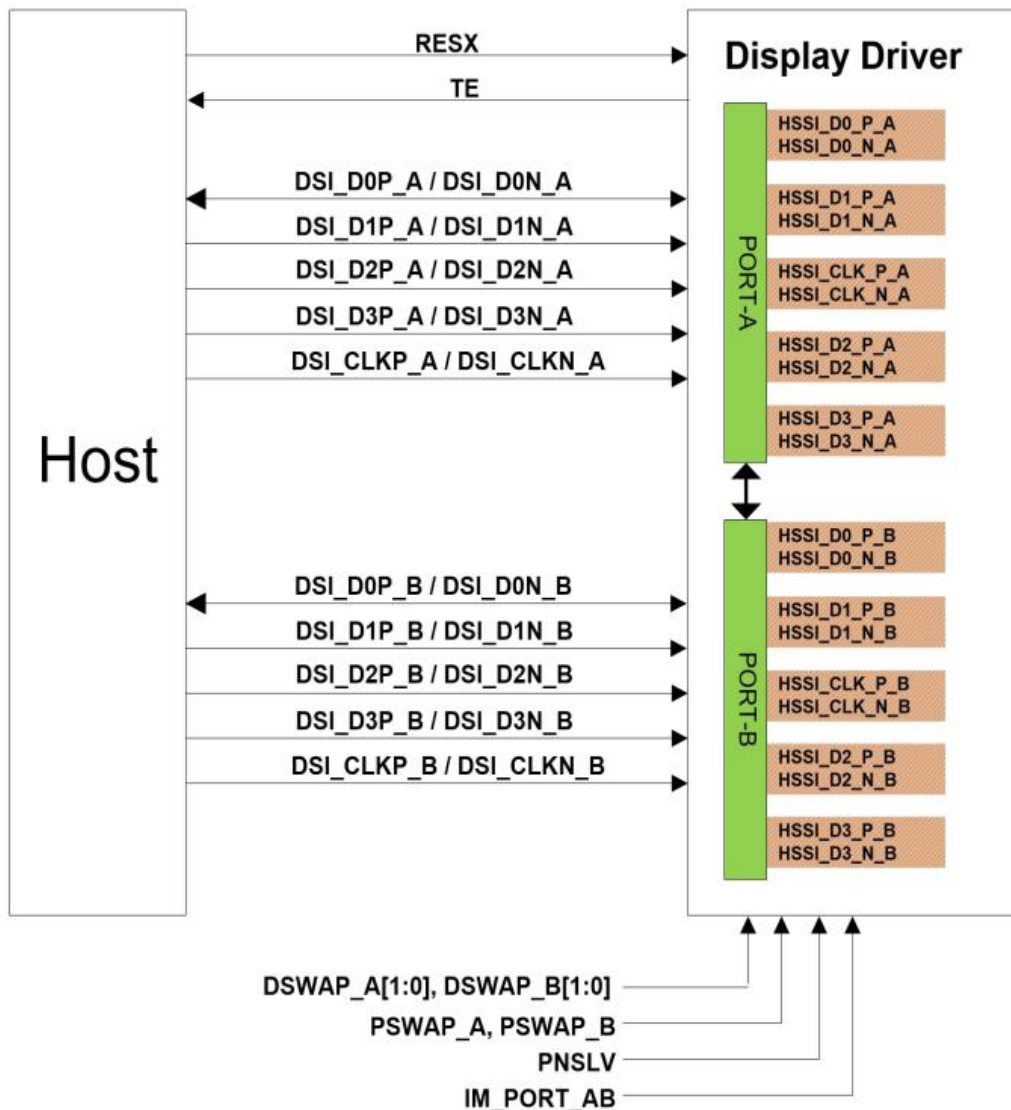 RESX
TE
Display Driver
DSI_D0P_A / DSI_D0N_A
DSI_D1P_A / DSI_D1N_A
DSI_D2P_A / DSI_D2N_A
DSI_D3P_A / DSI_D3N_A
DSI_CLKP_A / DSI_CLKN_A
Host
DSI_D0P_B / DSI_D0N_B
DSI_D1P_B / DSI_D1N_B
DSI_D2P_B / DSI_D2N_B
DSI_D3P_B / DSI_D3N_B
DSI_CLKP_B / DSI_CLKN_B
PORT-A
HSSI_D0_P_A
HSSI_D0_N_A
HSSI_D1_P_A
HSSI_D1_N_A
HSSI_CLK_P_A
HSSI_CLK_N_A
HSSI_D2_P_A
HSSI_D2_N_A
HSSI_D3_P_A
HSSI_D3_N_A
PORT-B
HSSI_D0_P_B
HSSI_D0_N_B
HSSI_D1_P_B
HSSI_D1_N_B
HSSI_CLK_P_B
HSSI_CLK_N_B
HSSI_D2_P_B
HSSI_D2_N_B
HSSI_D3_P_B
HSSI_D3_N_B
DSWAP_A[1:0], DSWAP_B[1:0]
PSWAP_A, PSWAP_B
PNSLV
IM_PORT_AB